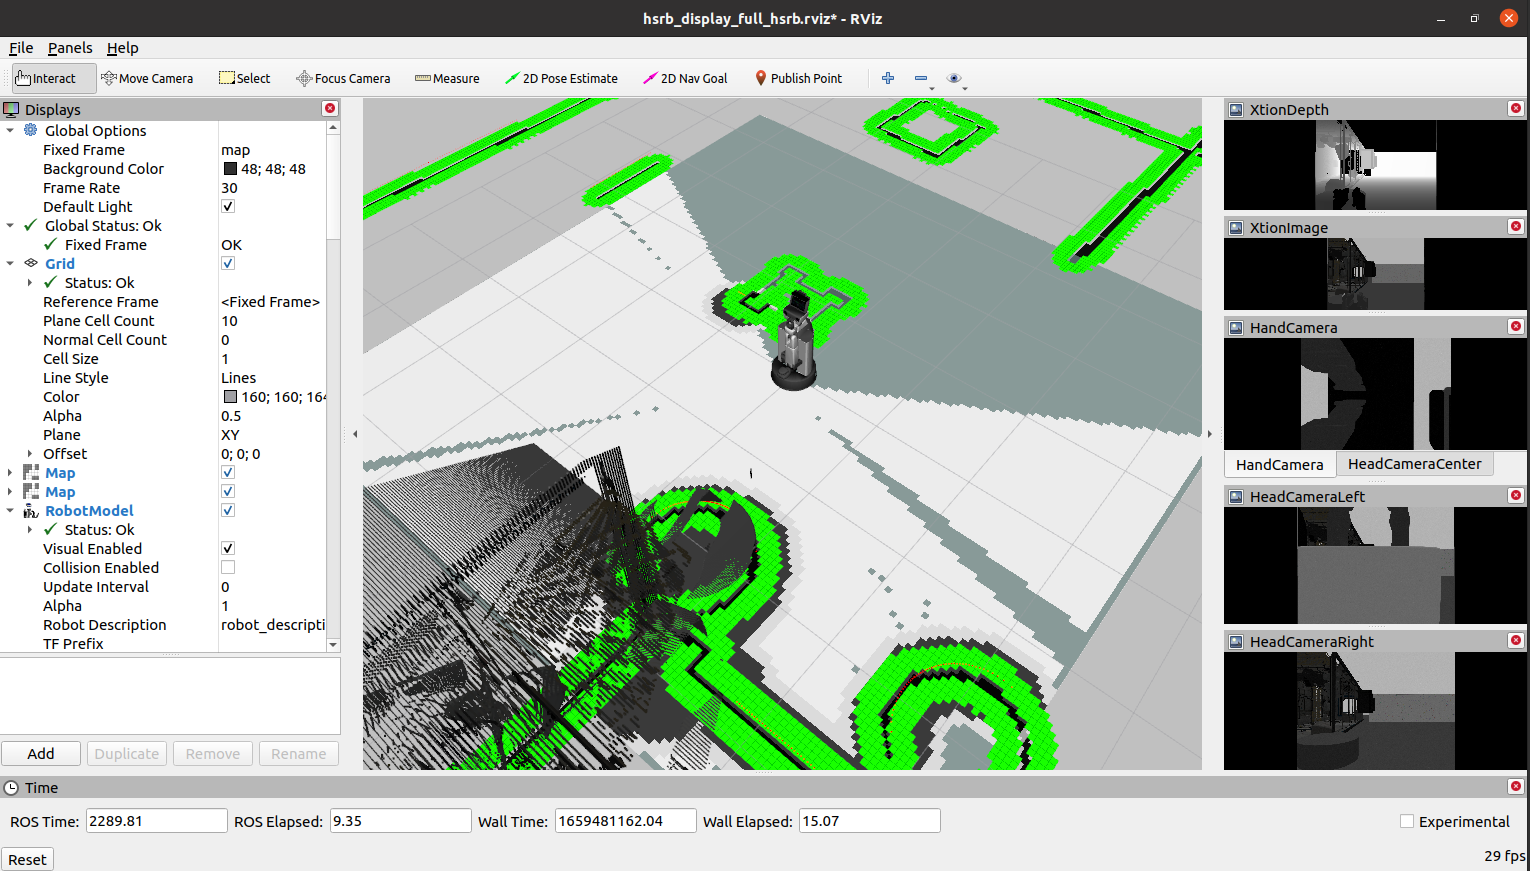 hsrb_display_full_hsrb.rviz* - RViz
File Panels Help
Interact Move Camera Select Focus Camera Measure 2D Pose Estimate 2D Nav Goal Publish Point
Displays
Global Options
Fixed Frame map
Background Color 48; 48; 48
Frame Rate 30
Default Light
Global Status: Ok
Fixed Frame OK
Grid
Status: Ok
Reference Frame <Fixed Frame>
Plane Cell Count 10
Normal Cell Count 0
Cell Size 1
Line Style Lines
Color 160; 160; 164
Alpha 0.5
Plane XY
Offset 0; 0; 0
Map
Map
RobotModel
Status: Ok
Visual Enabled
Collision Enabled
Update Interval 0
Alpha 1
Robot Description robot_descripti
TF Prefix
Add Duplicate Remove Rename
XtionDepth
XtionImage
HandCamera
HandCamera HeadCameraCenter
HeadCameraLeft
HeadCameraRight
Time
ROS Time: 2289.81 ROS Elapsed: 9.35 Wall Time: 1659481162.04 Wall Elapsed: 15.07 Experimental
Reset 29 fps